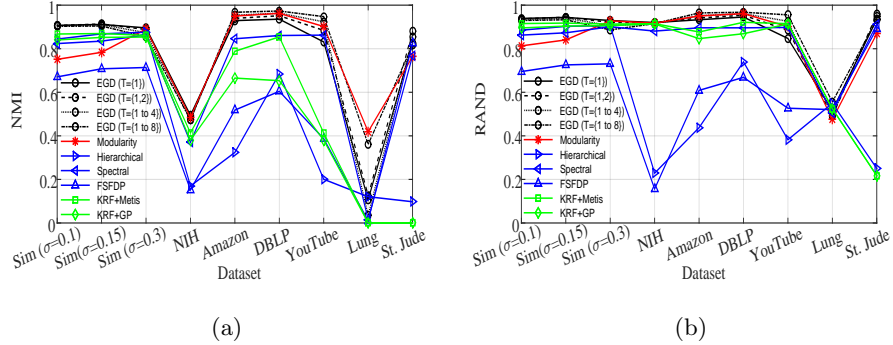 1
0.8
0.6
0.4
0.2
0
NMI
EGD (T={1})
EGD (T={1,2})
EGD (T={1 to 4})
EGD (T={1 to 8})
Modularity
Hierarchical
Spectral
FSFDP
KRF+Metis
KRF+GP
Sim (σ=0.1)
Sim(σ=0.15)
Sim (σ=0.3)
NIH
Amazon
DBLP
YouTube
Lung
St. Jude
Dataset
(a)
1
0.8
0.6
0.4
0.2
0
RAND
EGD (T={1})
EGD (T={1,2})
EGD (T={1 to 4})
EGD (T={1 to 8})
Modularity
Hierarchical
Spectral
FSFDP
KRF+Metis
KRF+GP
Sim (σ=0.1)
Sim(σ=0.15)
Sim (σ=0.3)
NIH
Amazon
DBLP
YouTube
Lung
St. Jude
Dataset
(b)